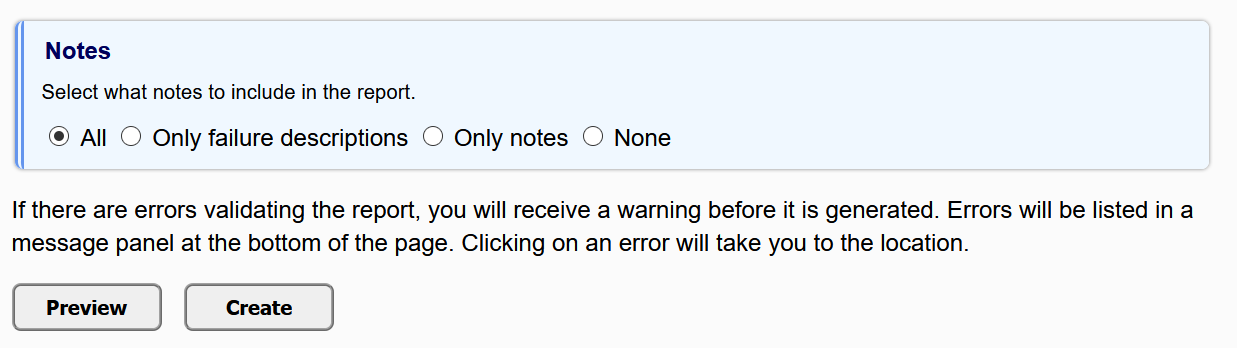 Notes
Select what notes to include in the report.
All Only failure descriptions Only notes None
If there are errors validating the report, you will receive a warning before it is generated. Errors will be listed in a
message panel at the bottom of the page. Clicking on an error will take you to the location.
Preview Create